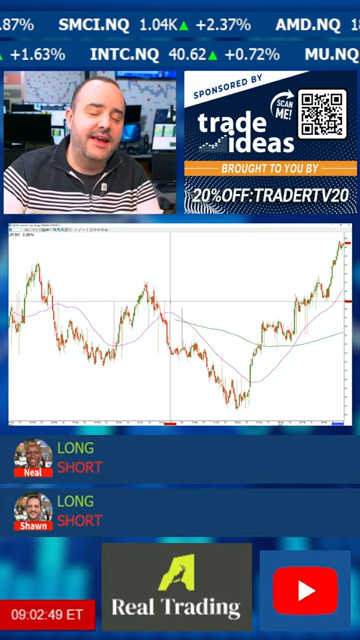 .87% SMCI.NQ 1.04K▲ +2.37% AMD.NQ 18
▲ +1.63% INTC.NQ 40.62▲ +0.72% MU.NQ
SPONSORED BY
SCAN ME!
trade ideas
BROUGHT TO YOU BY
20%OFF:TRADERTV20
LONG
SHORT
Neal
LONG
SHORT
Shawn
Real Trading
09:02:49 ET